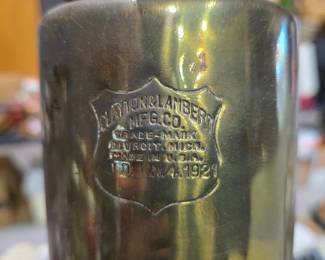 CLAYTON & LAMBERT
MFG. CO.
TRADE-MARK
DETROIT. MICH.
MADE IN U.S.A.
1921